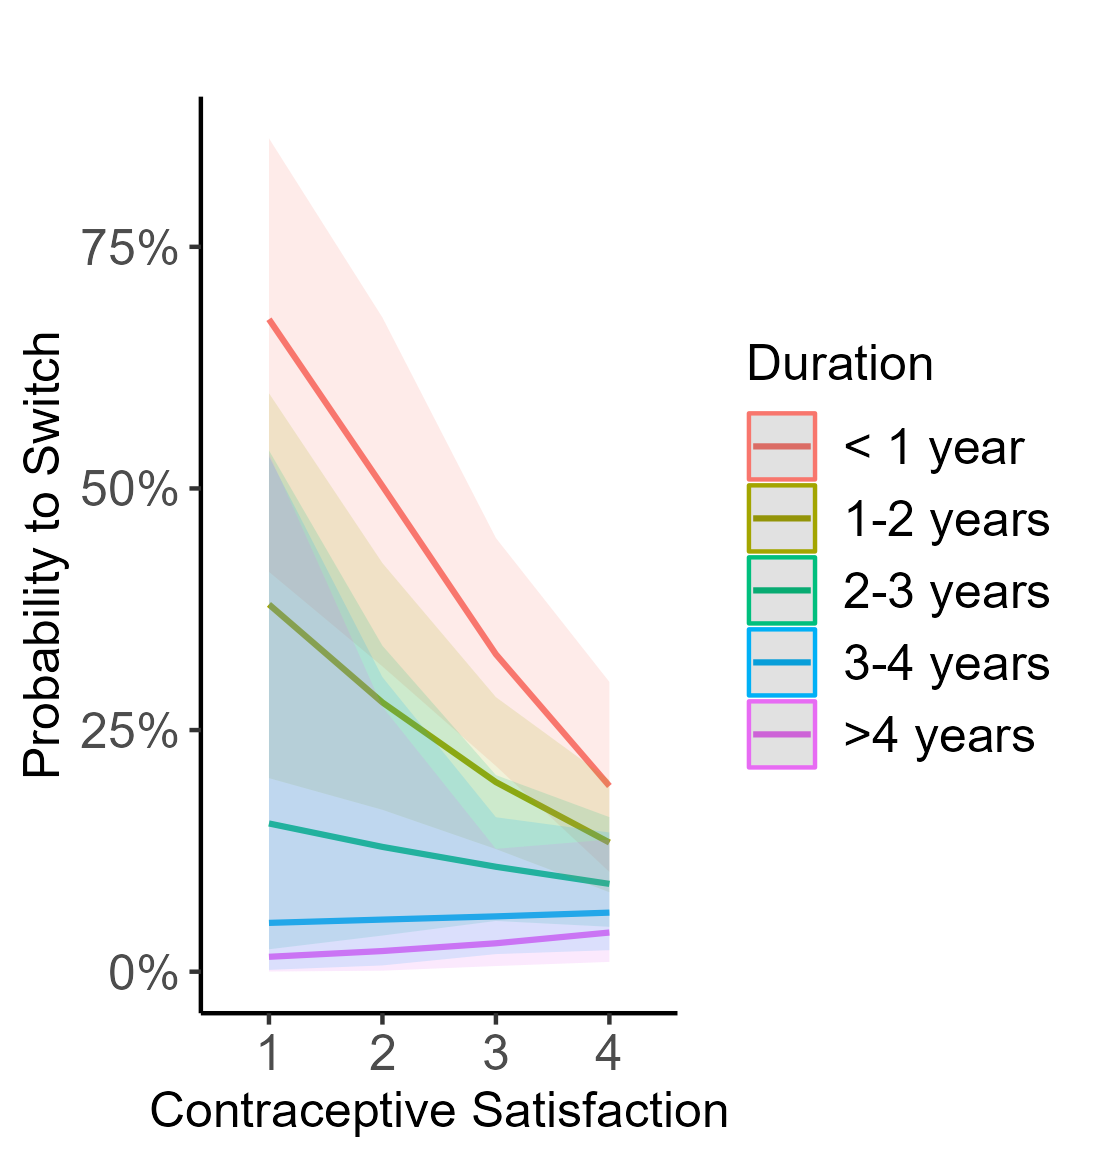 75%
50%
25%
0%
Probability to Switch
1 2 3 4
Contraceptive Satisfaction
Duration
< 1 year
1-2 years
2-3 years
3-4 years
>4 years